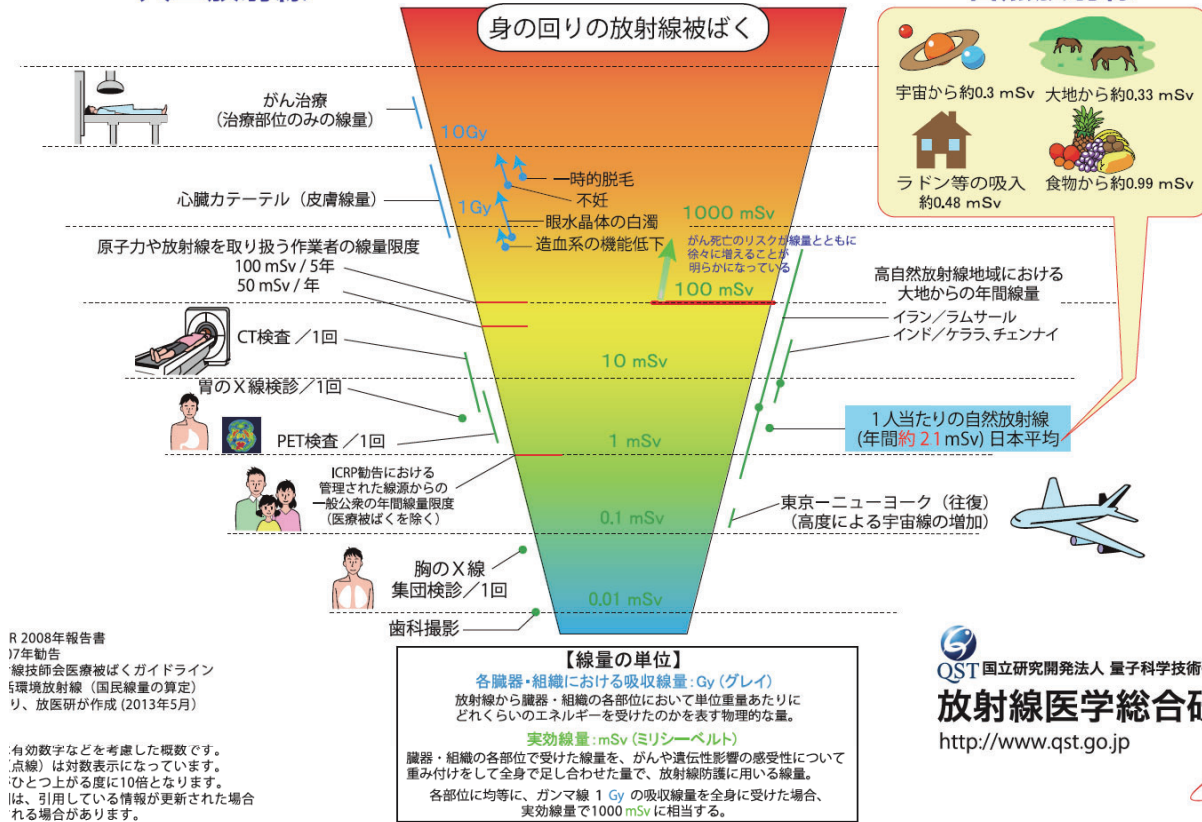 身の回りの放射線被ばく
がん治療
(治療部位のみの線量)
10Gy
心臓カテーテル(皮膚線量)
1Gy
一時的脱毛
不妊
眼水晶体の白濁
造血系の機能低下
1000 mSv
がん死亡のリスクが線量とともに
徐々に増えることが
明らかになっている
100 mSv
原子力や放射線を取り扱う作業者の線量限度
100 mSv / 5年
50 mSv / 年
CT検査 / 1回
10 mSv
胃のX線検診/1回
PET検査 / 1回
1 mSv
ICRP勧告における
管理された線源からの
一般公衆の年間線量限度
(医療被ばくを除く)
0.1 mSv
胸のX線
集団検診/1回
0.01 mSv
歯科撮影
宇宙から約0.3 mSv
大地から約0.33 mSv
ラドン等の吸入
約0.48 mSv
食物から約0.99 mSv
高自然放射線地域における
大地からの年間線量
イラン/ラムサール
インド/ケララ、チェンナイ
1人当たりの自然放射線
(年間約 2 1 mSv) 日本平均
東京ーニューヨーク(往復)
(高度による宇宙線の増加)
R 2008年報告書
07年勧告
線技師会医療被ばくガイドライン
環境放射線(国民線量の算定)
り、放医研が作成 (2013年5月)
有効数字などを考慮した概数です。
点線)は対数表示になっています。
ひとつ上がる度に10倍となります。
は、引用している情報が更新された場合
れる場合があります。
【線量の単位】
各臓器・組織における吸収線量:Gy (グレイ)
放射線から臓器・組織の各部位において単位重量あたりに
どれくらいのエネルギーを受けたのかを表す物理的な量。
実効線量:mSv (ミリシーベルト)
臓器・組織の各部位で受けた線量を、がんや遺伝性影響の感受性について
重み付けをして全身で足し合わせた量で、放射線防護に用いる線量。
各部位に均等に、ガンマ線 1 Gy の吸収線量を全身に受けた場合、
実効線量で1000 mSv に相当する。
QST 国立研究開発法人 量子科学技術
放射線医学総合
http://www.qst.go.jp